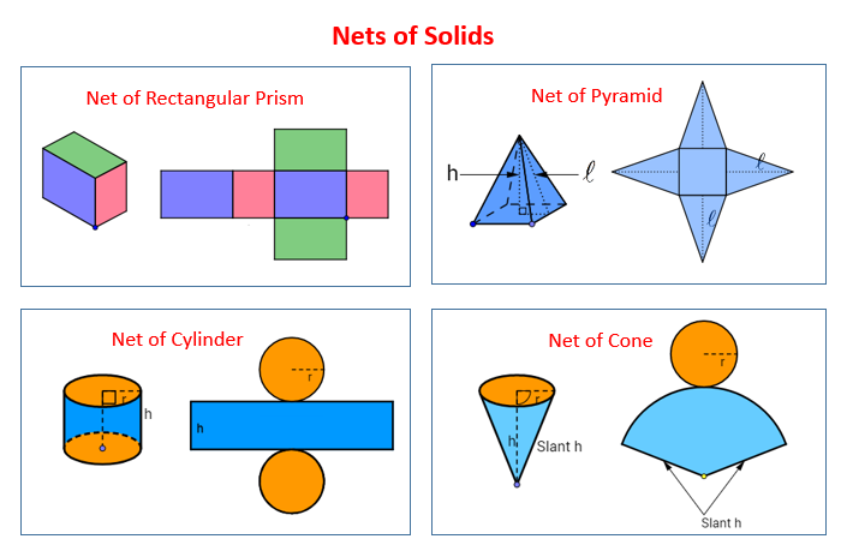 Nets of Solids
Net of Rectangular Prism
Net of Pyramid
h
ℓ
ℓ
ℓ
Net of Cylinder
r
h
r
h
Net of Cone
r
h
Slant h
r
Slant h